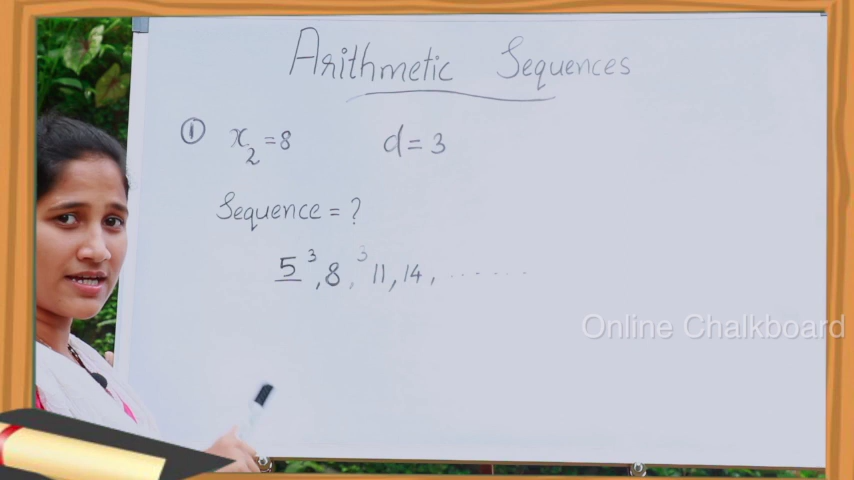 Arithmetic Sequences
① x₂ = 8 d = 3
Sequence = ?
5 ³, 8, ³ 11, 14, . . . . . .
Online Chalkboard